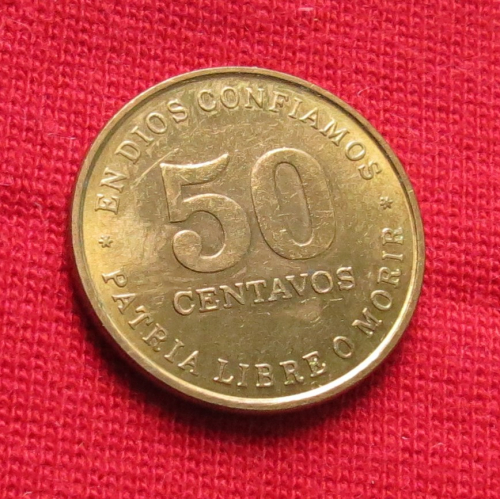 * EN DIOS CONFIAMOS *
50
CENTAVOS
PATRIA LIBRE O MORIR